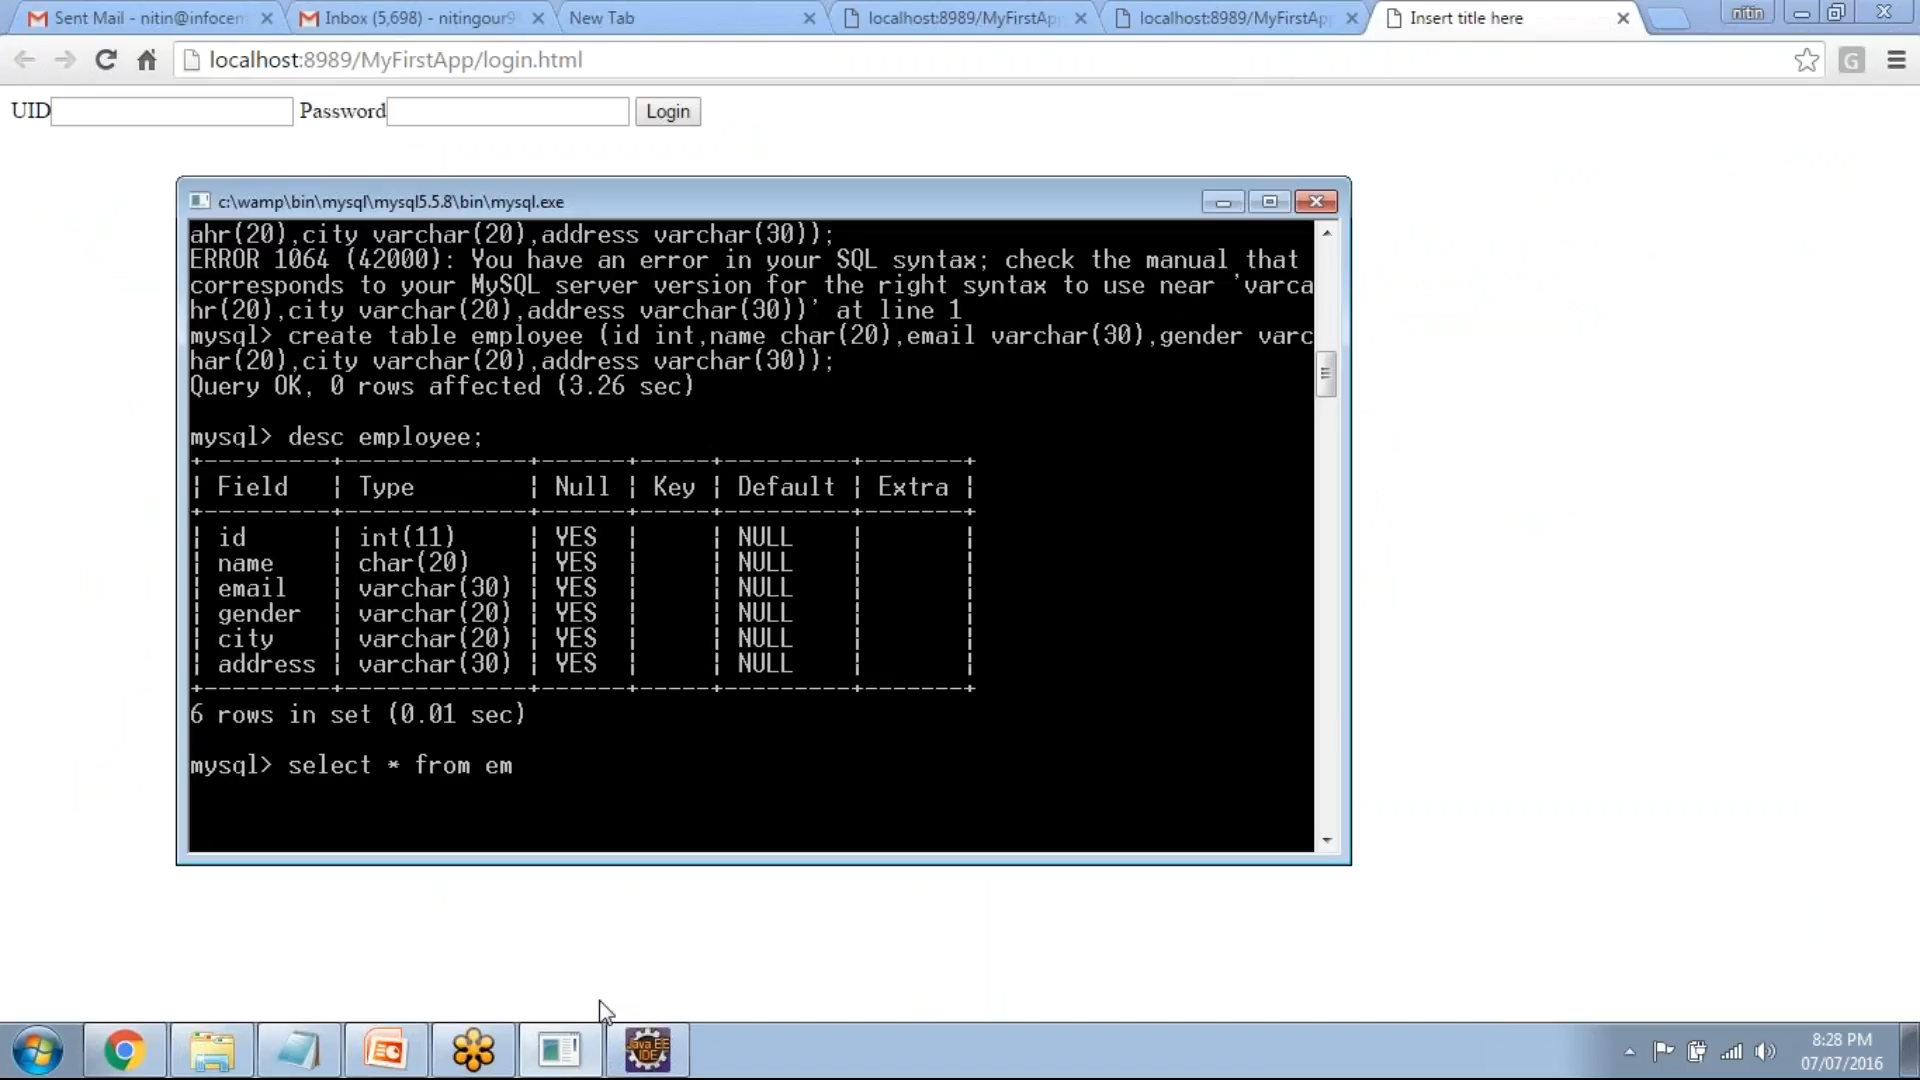 Sent Mail - nitin@infocen
Inbox (5,698) - nitingour9
New Tab
localhost:8989/MyFirstAp
localhost:8989/MyFirstAp
Insert title here
nitin
localhost:8989/MyFirstApp/login.html
G
UID
Password
Login
c:\wamp\bin\mysql\mysql5.5.8\bin\mysql.exe
ahr(20),city varchar(20),address varchar(30));
ERROR 1064 (42000): You have an error in your SQL syntax; check the manual that
corresponds to your MySQL server version for the right syntax to use near 'varca
hr(20),city varchar(20),address varchar(30))' at line 1
mysql> create table employee (id int,name char(20),email varchar(30),gender varc
har(20),city varchar(20),address varchar(30));
Query OK, 0 rows affected (3.26 sec)
mysql> desc employee;
+----------+-------------+------+-----+---------+-------+
| Field    | Type        | Null | Key | Default | Extra |
+----------+-------------+------+-----+---------+-------+
| id       | int(11)     | YES  |     | NULL    |       |
| name     | char(20)    | YES  |     | NULL    |       |
| email    | varchar(30) | YES  |     | NULL    |       |
| gender   | varchar(20) | YES  |     | NULL    |       |
| city     | varchar(20) | YES  |     | NULL    |       |
| address  | varchar(30) | YES  |     | NULL    |       |
+----------+-------------+------+-----+---------+-------+
6 rows in set (0.01 sec)
mysql> select * from em
Java EE
IDE
8:28 PM
07/07/2016